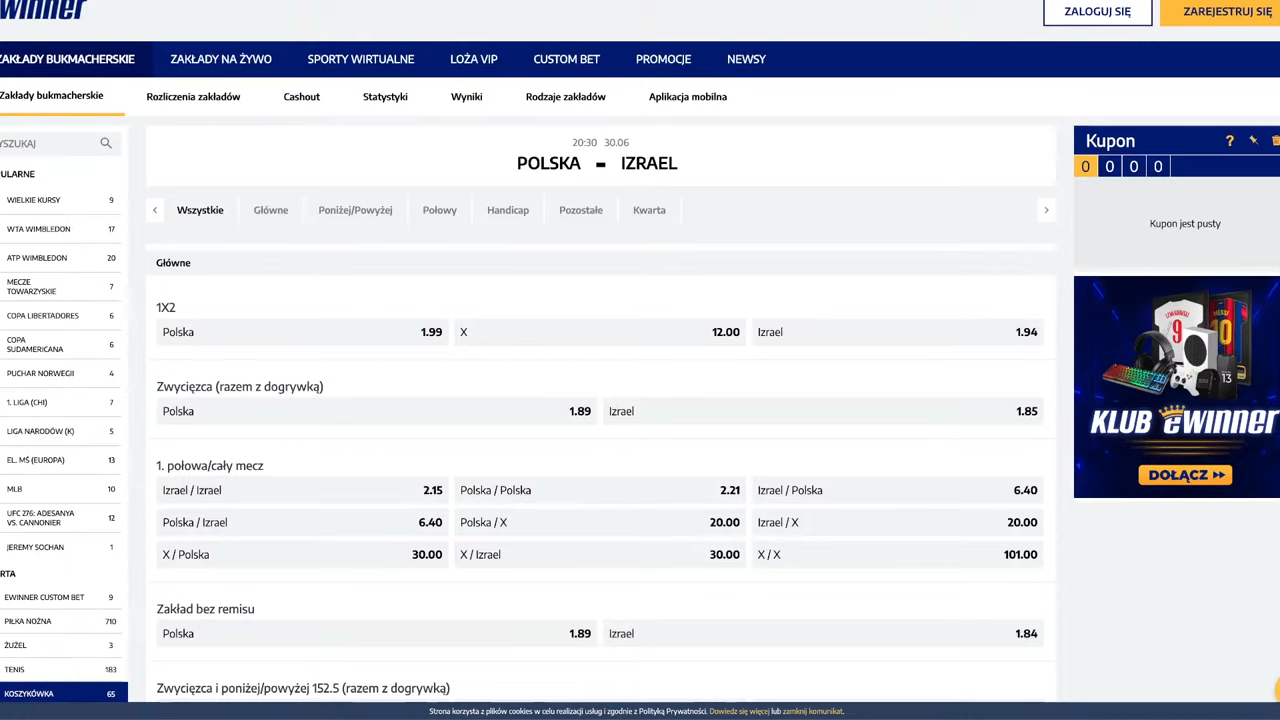 winner
ZALOGUJ SIĘ
ZAREJESTRUJ SIĘ
ZAKŁADY BUKMACHERSKIE
ZAKŁADY NA ŻYWO
SPORTY WIRTUALNE
LOŻA VIP
CUSTOM BET
PROMOCJE
NEWSY
Zakłady bukmacherskie
Rozliczenia zakładów
Cashout
Statystyki
Wyniki
Rodzaje zakładów
Aplikacja mobilna
YSZUKAJ
PULARNE
WIELKIE KURSY 9
WTA WIMBLEDON 17
ATP WIMBLEDON 20
MECZE
TOWARZYSKIE 7
COPA LIBERTADORES 6
COPA
SUDAMERICANA 6
PUCHAR NORWEGII 4
1. LIGA (CHI) 7
LIGA NARODÓW (K) 5
EL. MŚ (EUROPA) 13
MLB 10
UFC 276: ADESANYA
VS. CANNONIER 12
JEREMY SOCHAN 1
RTA
EWINNER CUSTOM BET 9
PIŁKA NOŻNA 710
ŻUŻEL 3
TENIS 183
KOSZYKÓWKA 65
20:30 30.06
POLSKA - IZRAEL
Wszystkie
Główne
Poniżej/Powyżej
Połowy
Handicap
Pozostałe
Kwarta
Główne
1X2
Polska 1.99 X 12.00 Izrael 1.94
Zwycięzca (razem z dogrywką)
Polska 1.89 Izrael 1.85
1. połowa/cały mecz
Izrael / Izrael 2.15 Polska / Polska 2.21 Izrael / Polska 6.40
Polska / Izrael 6.40 Polska / X 20.00 Izrael / X 20.00
X / Polska 30.00 X / Izrael 30.00 X / X 101.00
Zakład bez remisu
Polska 1.89 Izrael 1.84
Zwycięzca i poniżej/powyżej 152.5 (razem z dogrywką)
Kupon ?
0 0 0 0
Kupon jest pusty
9
MESSI
10
13
KLUB eWINNER
DOŁĄCZ
Strona korzysta z plików cookies w celu realizacji usług i zgodnie z Polityką Prywatności. Dowiedz się więcej lub zamknij komunikat.